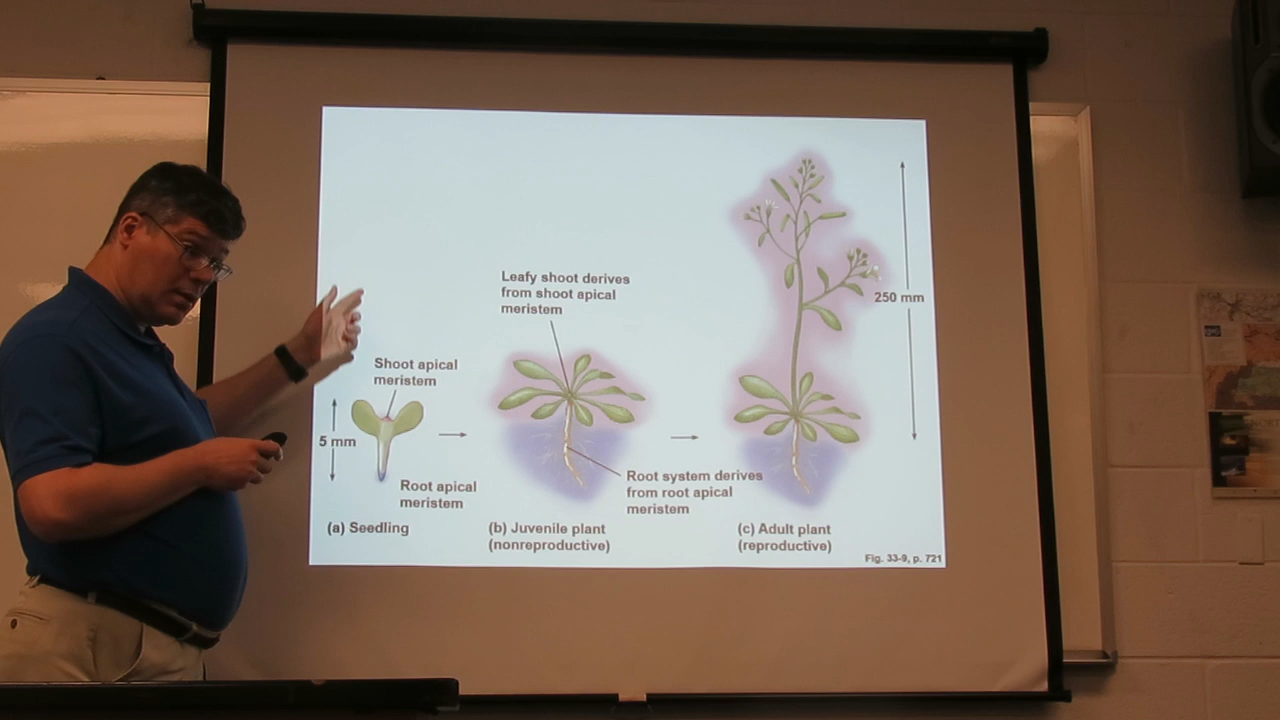 Leafy shoot derives
from shoot apical
meristem
250 mm
Shoot apical
meristem
5 mm
Root apical
meristem
Root system derives
from root apical
meristem
(a) Seedling
(b) Juvenile plant
(nonreproductive)
(c) Adult plant
(reproductive)
Fig. 33-9, p. 721